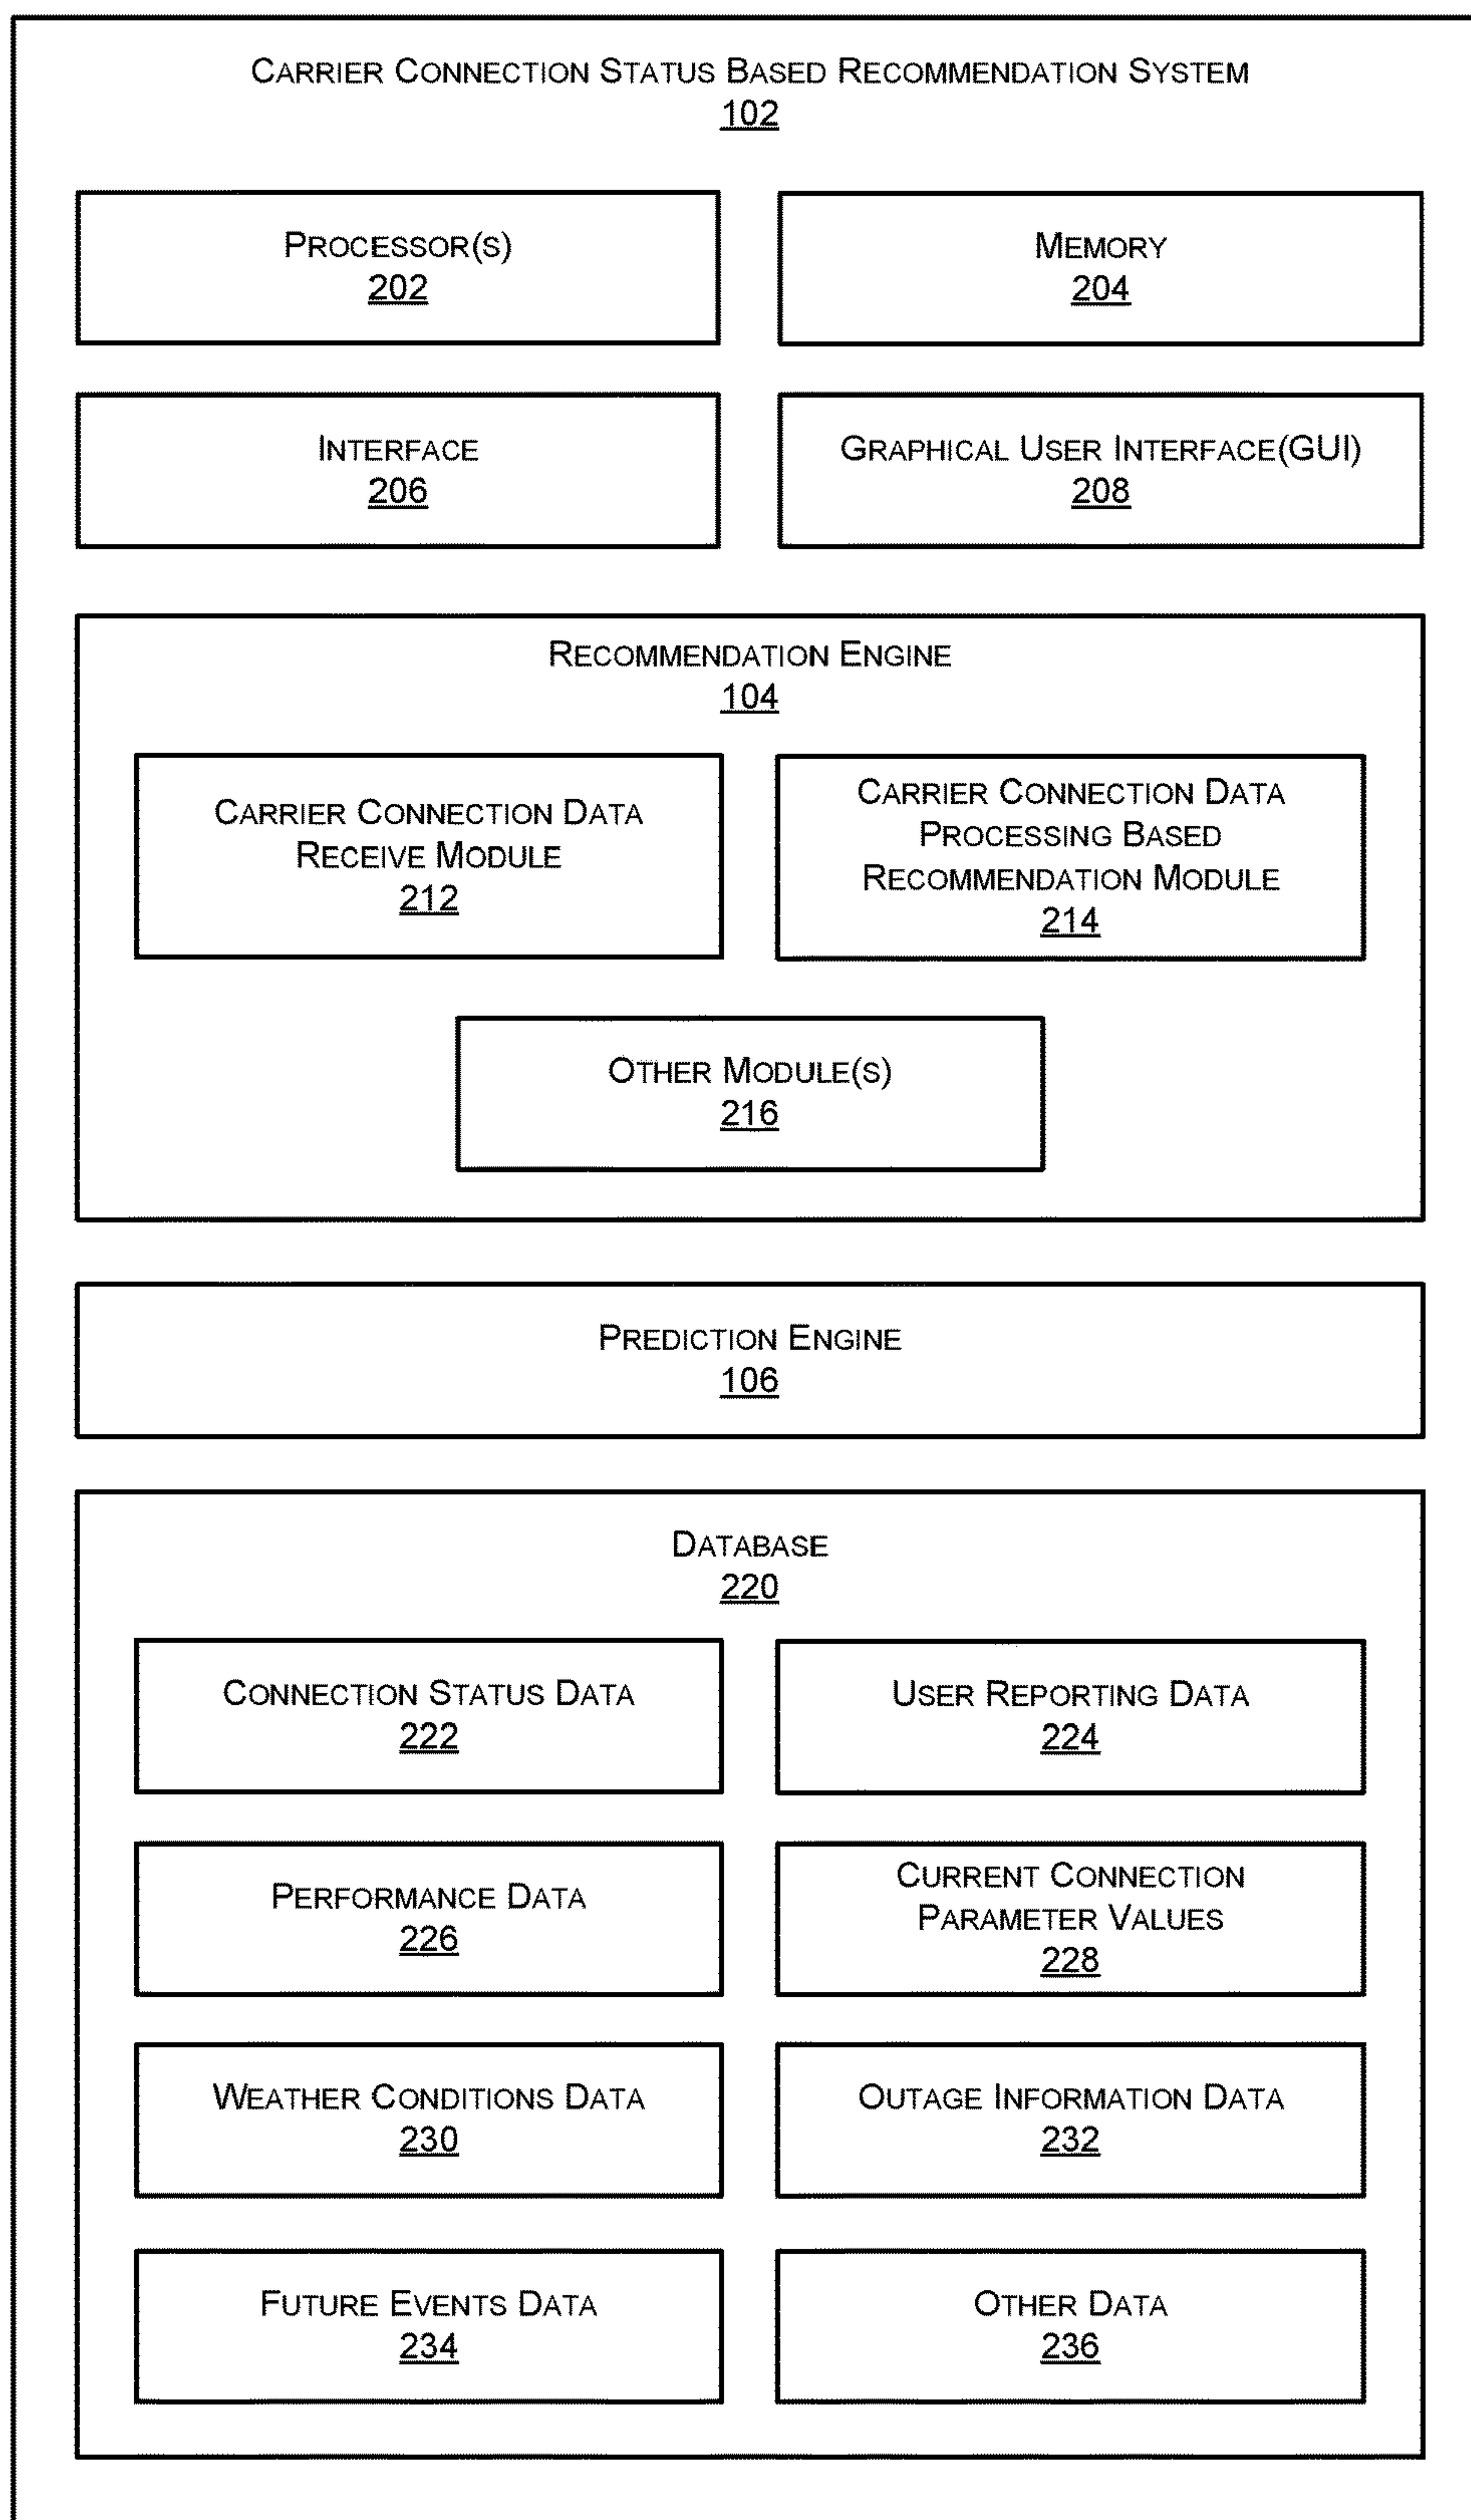 CARRIER CONNECTION STATUS BASED RECOMMENDATION SYSTEM
102
PROCESSOR(S)
202
MEMORY
204
INTERFACE
206
GRAPHICAL USER INTERFACE(GUI)
208
RECOMMENDATION ENGINE
104
CARRIER CONNECTION DATA
RECEIVE MODULE
212
CARRIER CONNECTION DATA
PROCESSING BASED
RECOMMENDATION MODULE
214
OTHER MODULE(S)
216
PREDICTION ENGINE
106
DATABASE
220
CONNECTION STATUS DATA
222
USER REPORTING DATA
224
PERFORMANCE DATA
226
CURRENT CONNECTION
PARAMETER VALUES
228
WEATHER CONDITIONS DATA
230
OUTAGE INFORMATION DATA
232
FUTURE EVENTS DATA
234
OTHER DATA
236